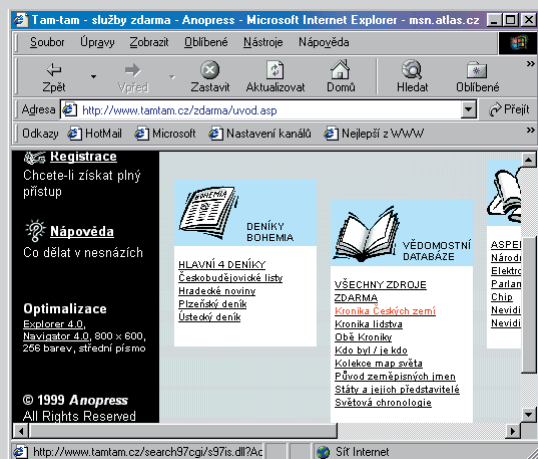 Tam-tam - služby zdarma - Anopress - Microsoft Internet Explorer - msn.atlas.cz
Soubor Úpravy Zobrazit Oblíbené Nástroje Nápověda
Zpět Vpřed Zastavit Aktualizovat Domů Hledat Oblíbené
Adresa http://www.tamtam.cz/zdarma/uvod.asp Přejít
Odkazy HotMail Microsoft Nastavení kanálů Nejlepší z WWW
Registrace
Chcete-li získat plný
přístup
Nápověda
Co dělat v nesnázích
Optimalizace
Explorer 4.0,
Navigator 4.0, 800 × 600,
256 barev, střední písmo
© 1999 Anopress
All Rights Reserved
BOHEMIA
DENÍKY
BOHEMIA
HLAVNÍ 4 DENÍKY
Českobudějovické listy
Hradecké noviny
Plzeňský deník
Ústecký deník
VĚDOMOSTNÍ
DATABÁZE
VŠECHNY ZDROJE
ZDARMA
Kronika Českých zemí
Kronika lidstva
Obě Kroniky
Kdo byl / je kdo
Kolekce map světa
Původ zeměpisných jmen
Státy a jejich představitelé
Světová chronologie
ASPE
Národ
Elektro
Parlan
Chip
Nevidi
Nevidi
http://www.tamtam.cz/search97cgi/s97is.dll?Ac
Síť Internet